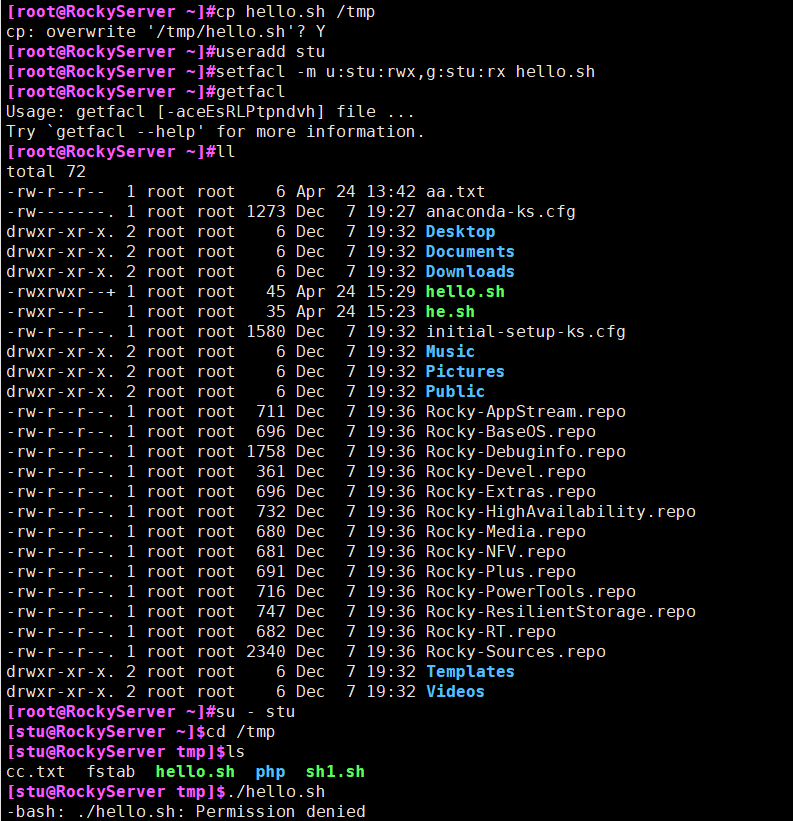 [root@RockyServer ~]#cp hello.sh /tmp
cp: overwrite '/tmp/hello.sh'? Y
[root@RockyServer ~]#useradd stu
[root@RockyServer ~]#setfacl -m u:stu:rwx,g:stu:rx hello.sh
[root@RockyServer ~]#getfacl
Usage: getfacl [-aceEsRLPtpndvh] file ...
Try `getfacl --help' for more information.
[root@RockyServer ~]#ll
total 72
-rw-r--r--  1 root root    6 Apr 24 13:42 aa.txt
-rw-------. 1 root root 1273 Dec  7 19:27 anaconda-ks.cfg
drwxr-xr-x. 2 root root    6 Dec  7 19:32 Desktop
drwxr-xr-x. 2 root root    6 Dec  7 19:32 Documents
drwxr-xr-x. 2 root root    6 Dec  7 19:32 Downloads
-rwxrwxr--+ 1 root root   45 Apr 24 15:29 hello.sh
-rwxr--r--  1 root root   35 Apr 24 15:23 he.sh
-rw-r--r--. 1 root root 1580 Dec  7 19:32 initial-setup-ks.cfg
drwxr-xr-x. 2 root root    6 Dec  7 19:32 Music
drwxr-xr-x. 2 root root    6 Dec  7 19:32 Pictures
drwxr-xr-x. 2 root root    6 Dec  7 19:32 Public
-rw-r--r--. 1 root root  711 Dec  7 19:36 Rocky-AppStream.repo
-rw-r--r--. 1 root root  696 Dec  7 19:36 Rocky-BaseOS.repo
-rw-r--r--. 1 root root 1758 Dec  7 19:36 Rocky-Debuginfo.repo
-rw-r--r--. 1 root root  361 Dec  7 19:36 Rocky-Devel.repo
-rw-r--r--. 1 root root  696 Dec  7 19:36 Rocky-Extras.repo
-rw-r--r--. 1 root root  732 Dec  7 19:36 Rocky-HighAvailability.repo
-rw-r--r--. 1 root root  680 Dec  7 19:36 Rocky-Media.repo
-rw-r--r--. 1 root root  681 Dec  7 19:36 Rocky-NFV.repo
-rw-r--r--. 1 root root  691 Dec  7 19:36 Rocky-Plus.repo
-rw-r--r--. 1 root root  716 Dec  7 19:36 Rocky-PowerTools.repo
-rw-r--r--. 1 root root  747 Dec  7 19:36 Rocky-ResilientStorage.repo
-rw-r--r--. 1 root root  682 Dec  7 19:36 Rocky-RT.repo
-rw-r--r--. 1 root root 2340 Dec  7 19:36 Rocky-Sources.repo
drwxr-xr-x. 2 root root    6 Dec  7 19:32 Templates
drwxr-xr-x. 2 root root    6 Dec  7 19:32 Videos
[root@RockyServer ~]#su - stu
[stu@RockyServer ~]$cd /tmp
[stu@RockyServer tmp]$ls
cc.txt  fstab  hello.sh  php  sh1.sh
[stu@RockyServer tmp]$./hello.sh
-bash: ./hello.sh: Permission denied